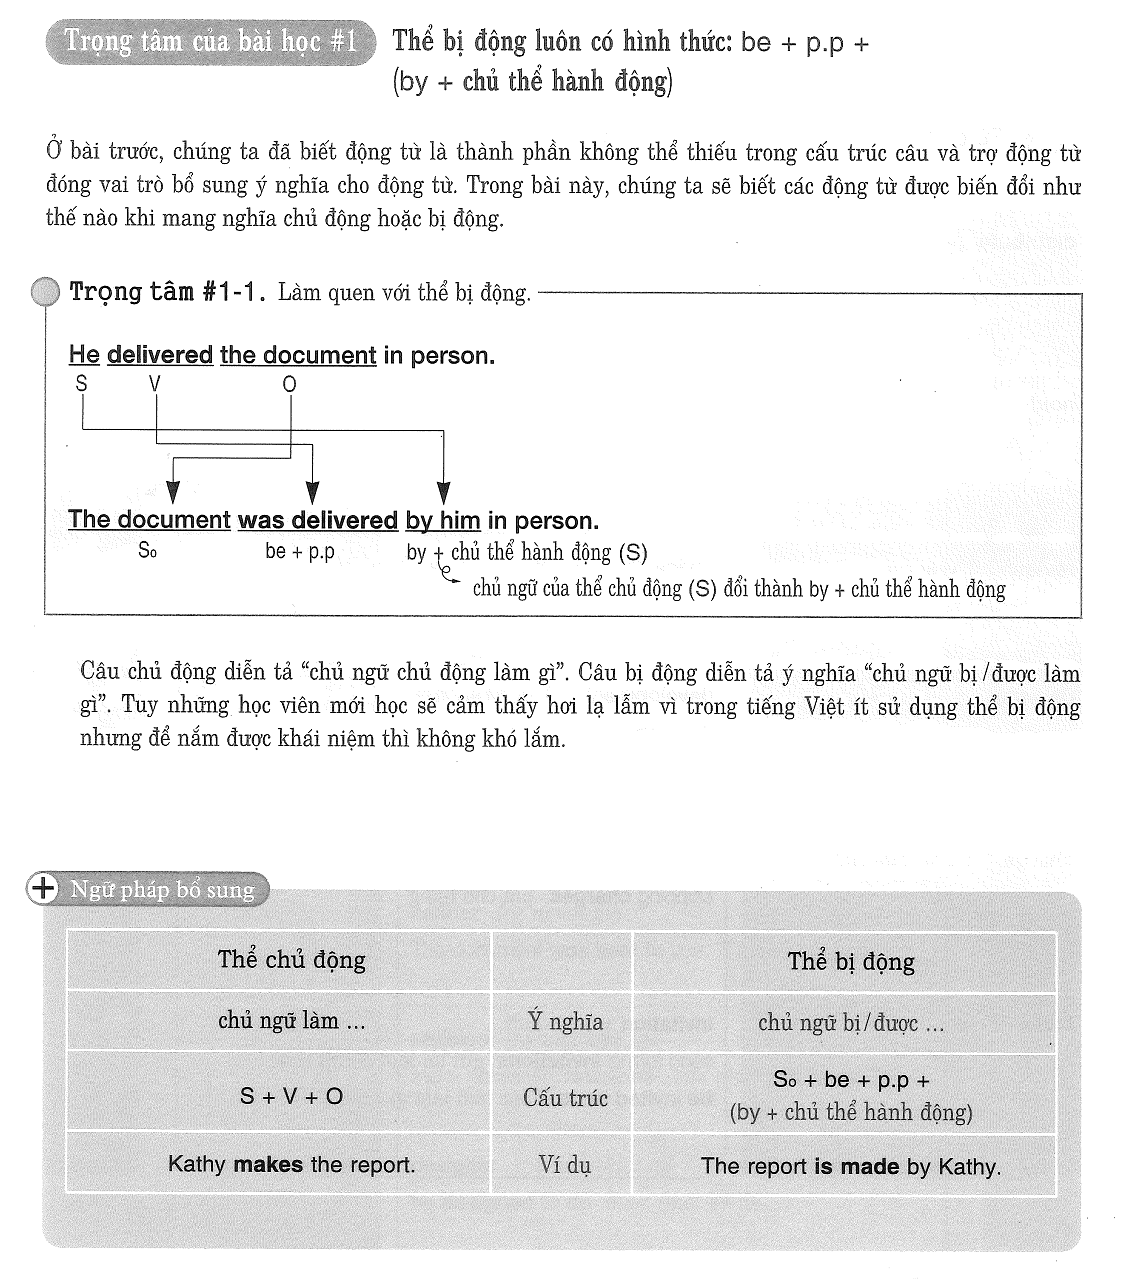 Trọng tâm của bài học #1
Thể bị động luôn có hình thức: be + p.p +
(by + chủ thể hành động)
Ở bài trước, chúng ta đã biết động từ là thành phần không thể thiếu trong cấu trúc câu và trợ động từ
đóng vai trò bổ sung ý nghĩa cho động từ. Trong bài này, chúng ta sẽ biết các động từ được biến đổi như
thế nào khi mang nghĩa chủ động hoặc bị động.
Trọng tâm #1-1. Làm quen với thể bị động.
He delivered the document in person.
S V O
The document was delivered by him in person.
So be + p.p by + chủ thể hành động (S)
chủ ngữ của thể chủ động (S) đổi thành by + chủ thể hành động
Câu chủ động diễn tả “chủ ngữ chủ động làm gì”. Câu bị động diễn tả ý nghĩa “chủ ngữ bị/được làm
gì”. Tuy những học viên mới học sẽ cảm thấy hơi lạ lẫm vì trong tiếng Việt ít sử dụng thể bị động
nhưng để nắm được khái niệm thì không khó lắm.
+ Ngữ pháp bổ sung
Thể chủ động Thể bị động
chủ ngữ làm ... Ý nghĩa chủ ngữ bị/được ...
S + V + O Cấu trúc So + be + p.p +
(by + chủ thể hành động)
Kathy makes the report. Ví dụ The report is made by Kathy.